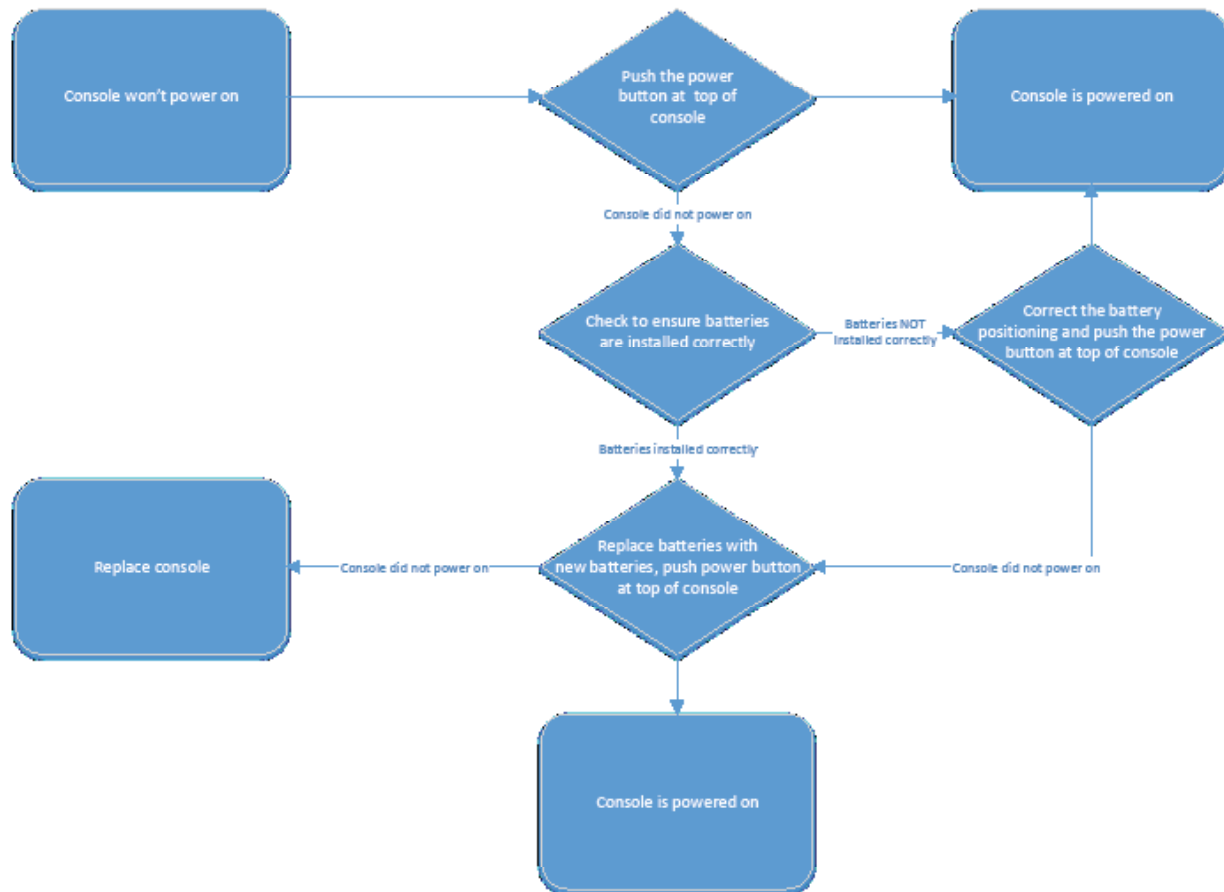 Console won't power on
Push the power
button at top of
console
Console is powered on
Console did not power on
Check to ensure batteries
are installed correctly
Batteries NOT
Installed correctly
Correct the battery
positioning and push the power
button at top of console
Batteries installed correctly
Replace console
Console did not power on
Replace batteries with
new batteries, push power button
at top of console
Console did not power on
Console is powered on